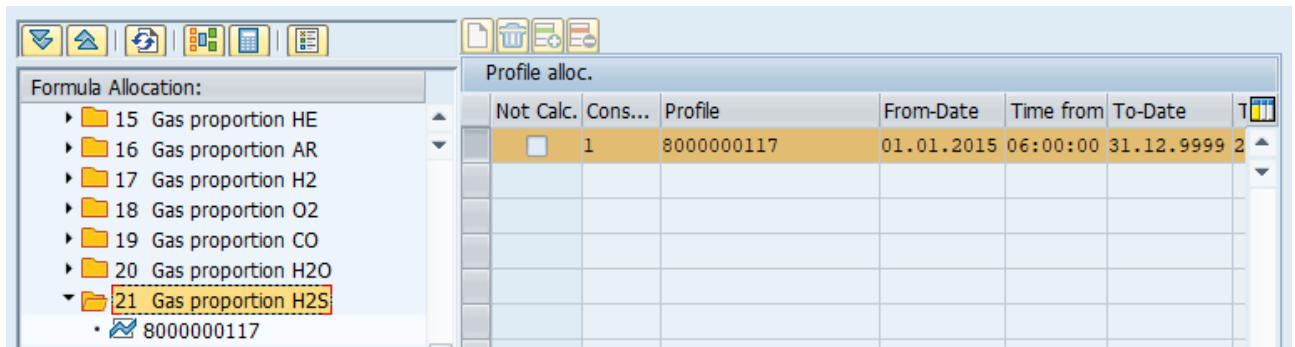 Formula Allocation:
15 Gas proportion HE
16 Gas proportion AR
17 Gas proportion H2
18 Gas proportion O2
19 Gas proportion CO
20 Gas proportion H2O
21 Gas proportion H2S
8000000117
Profile alloc.
Not Calc. Cons... Profile From-Date Time from To-Date T
1 8000000117 01.01.2015 06:00:00 31.12.9999 2